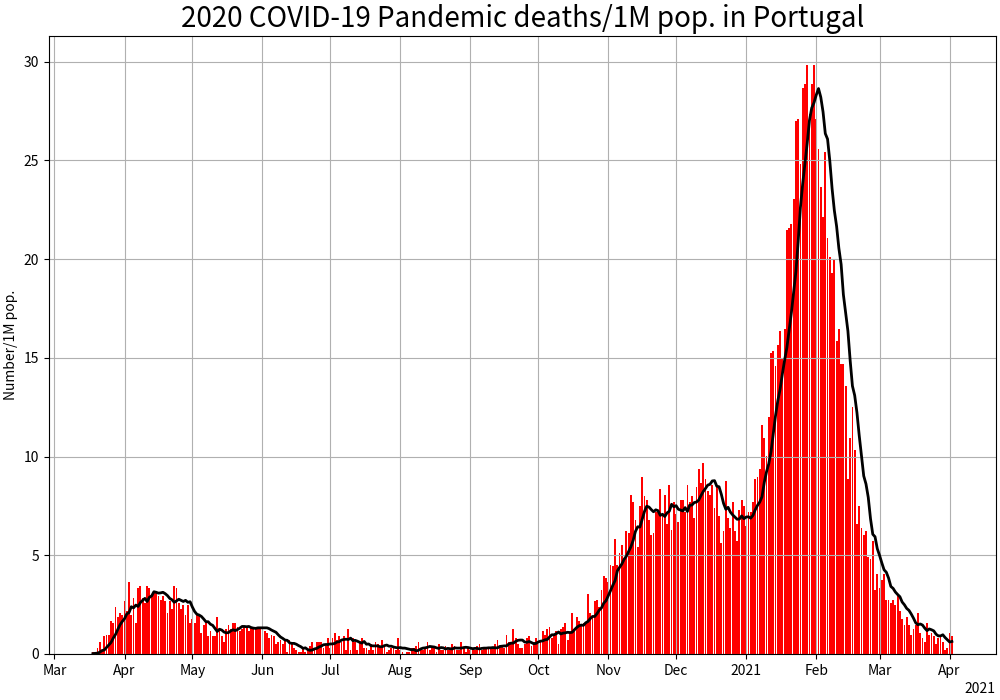 2020 COVID-19 Pandemic deaths/1M pop. in Portugal
Number/1M pop.
30
25
20
15
10
5
0
Mar Apr May Jun Jul Aug Sep Oct Nov Dec 2021 Feb Mar Apr
2021